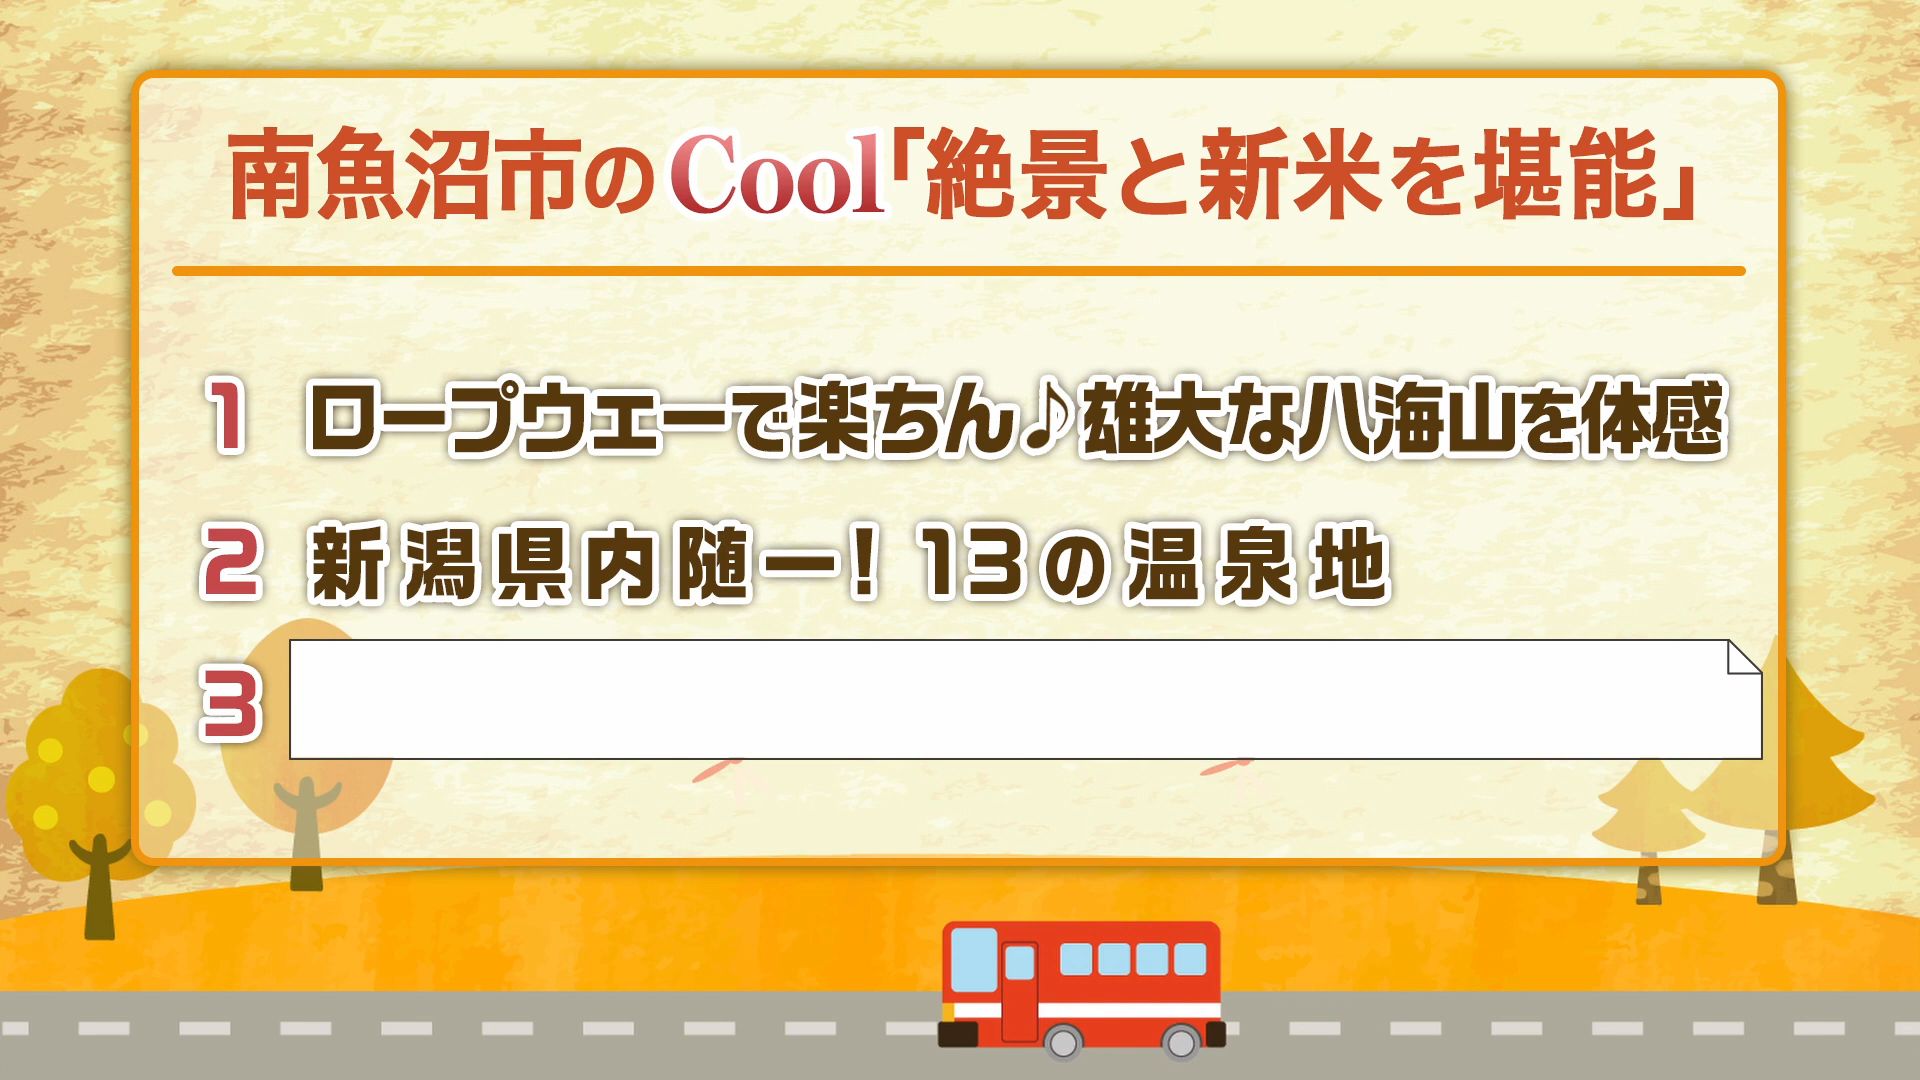 南魚沼市のCool「絶景と新米を堪能」
1 ロープウェーで楽ちん♪雄大な八海山を体感
2 新潟県内随一! 13の温泉地
3